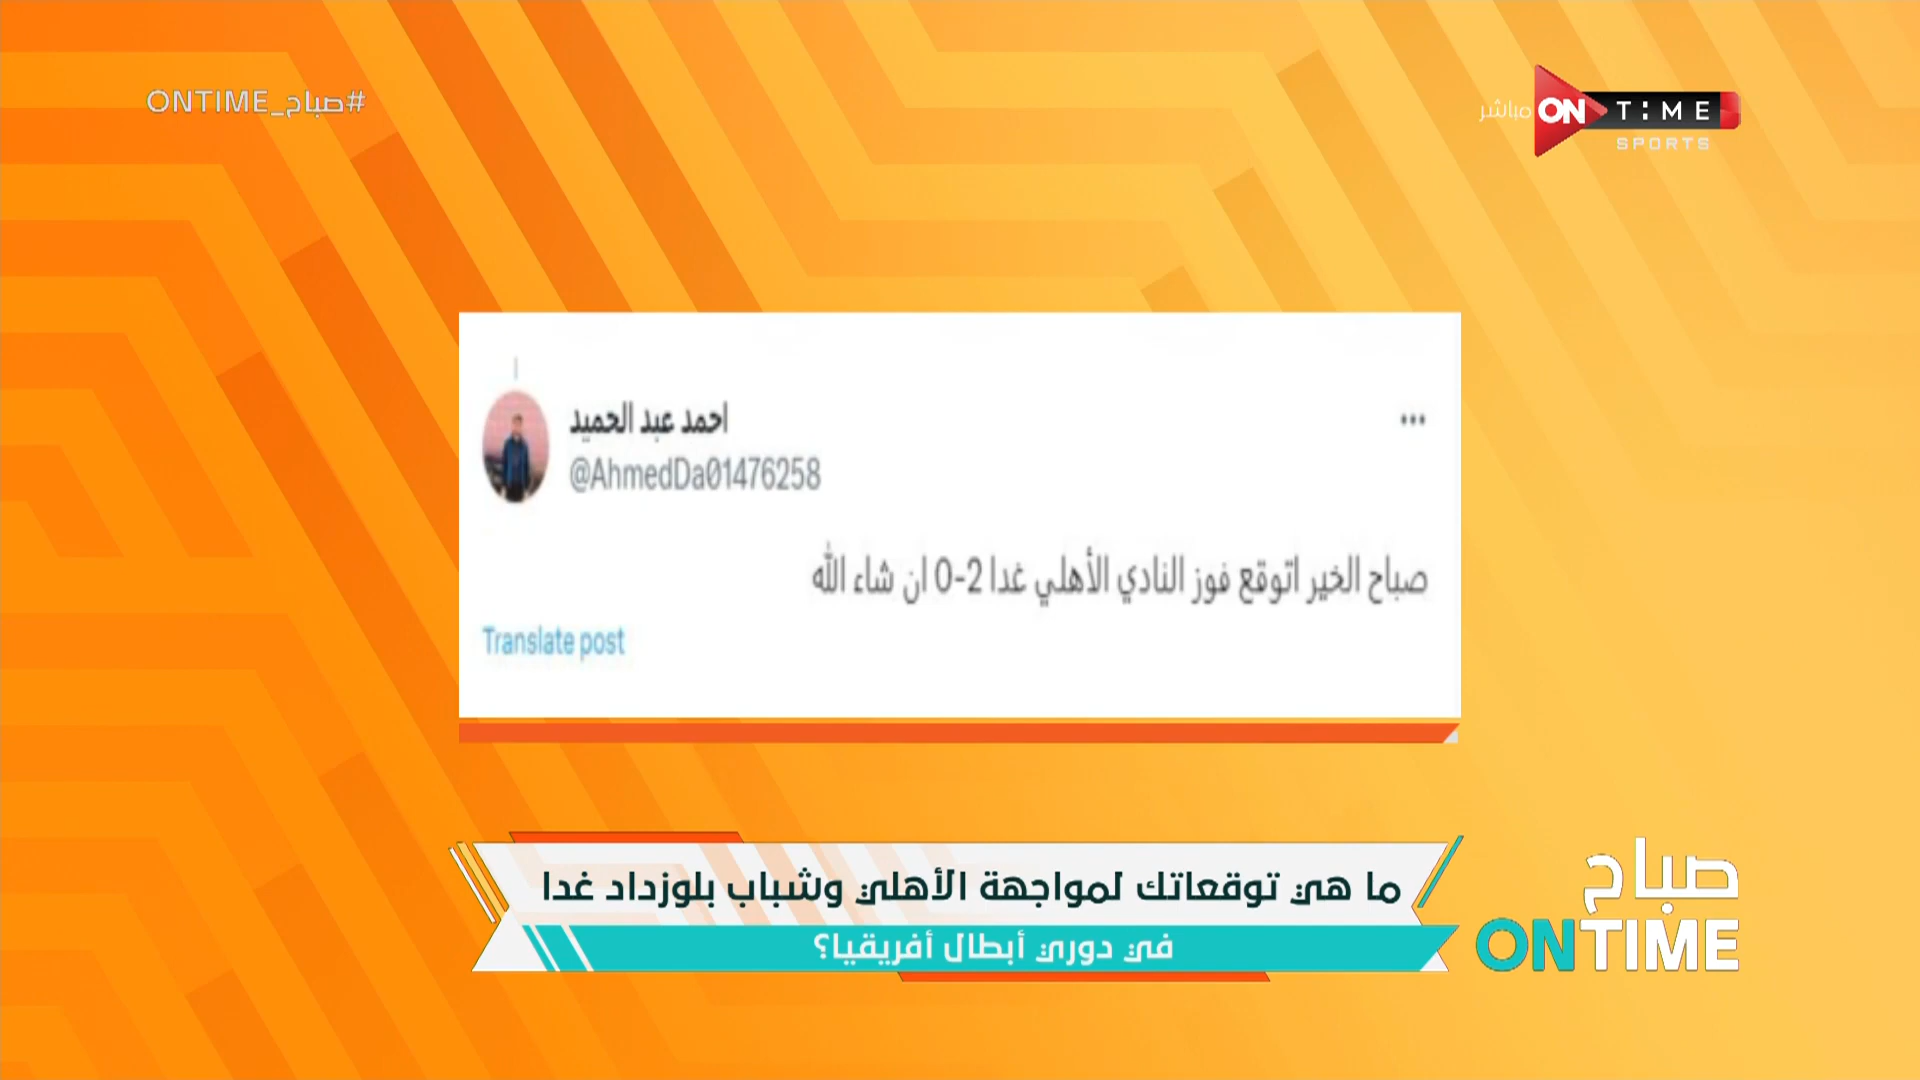 #صباح_ONTIME
مباشر ON TIME
SPORTS
احمد عبد الحميد
@AhmedDa01476258
صباح الخير اتوقع فوز النادي الأهلي غدا 2-0 ان شاء الله
Translate post
ما هي توقعاتك لمواجهة الأهلي وشباب بلوزداد غدا
في دوري أبطال أفريقيا؟
صباح
ONTIME